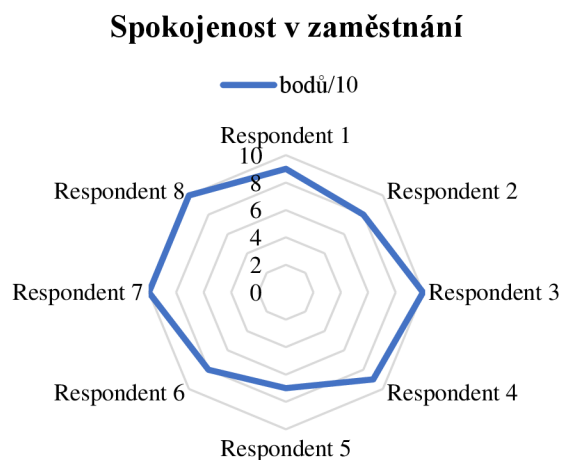 Spokojenost v zaměstnání
bodů/10
Respondent 1
10
Respondent 8
8
Respondent 2
6
4
2
Respondent 7
0
Respondent 3
Respondent 6
Respondent 4
Respondent 5